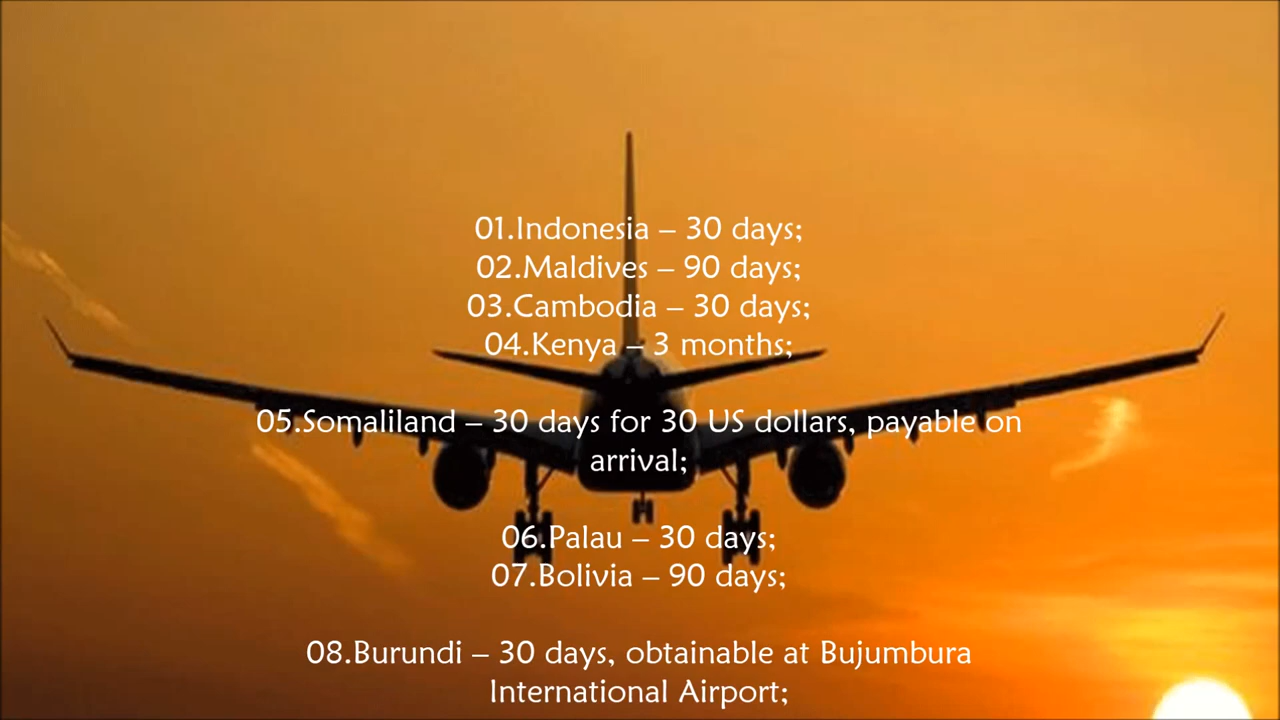 01.Indonesia – 30 days;
02.Maldives – 90 days;
03.Cambodia – 30 days;
04.Kenya – 3 months;
05.Somaliland – 30 days for 30 US dollars, payable on
arrival;
06.Palau – 30 days;
07.Bolivia – 90 days;
08.Burundi – 30 days, obtainable at Bujumbura
International Airport;